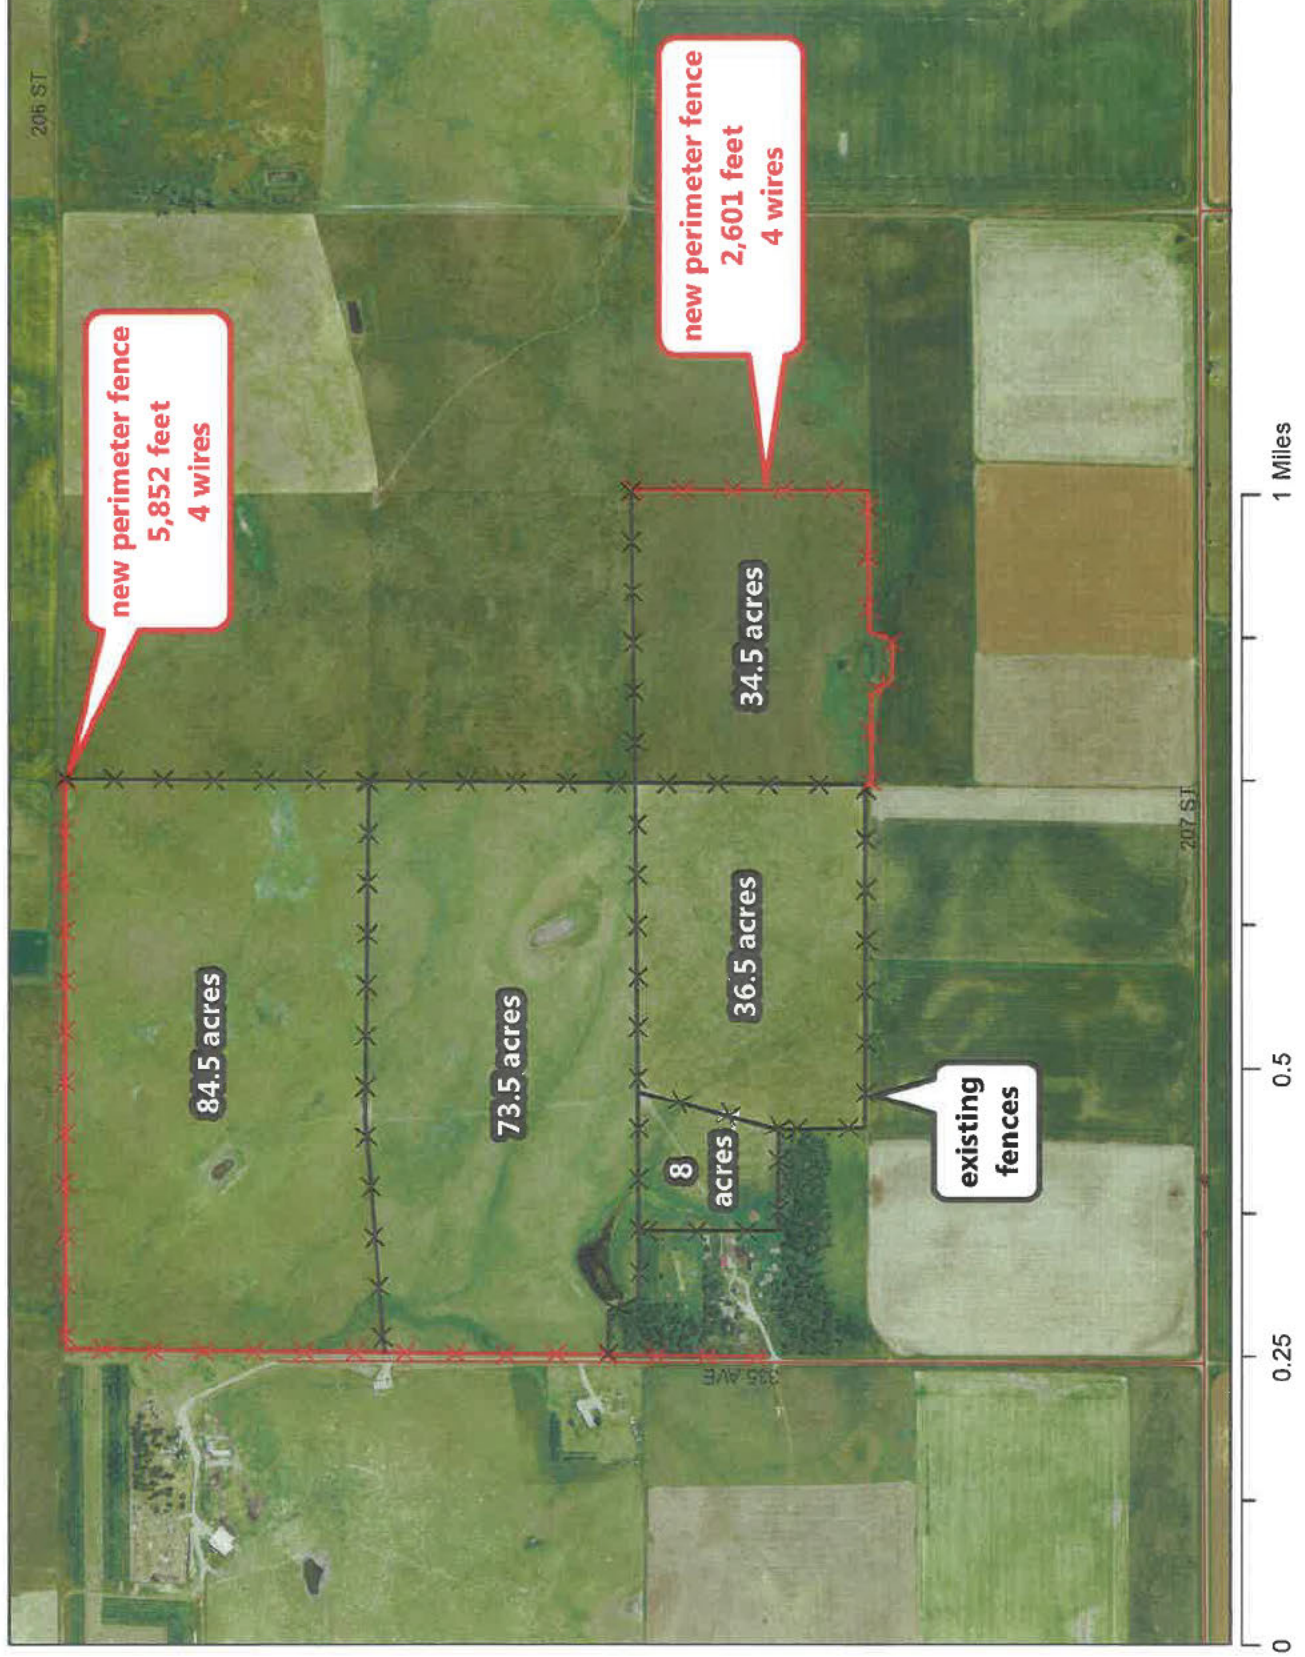 206 ST
new perimeter fence
5,852 feet
4 wires
new perimeter fence
2,601 feet
4 wires
84.5 acres
73.5 acres
34.5 acres
36.5 acres
8
acres
existing
fences
335 AVE
207 ST
0
0.25
0.5
1 Miles